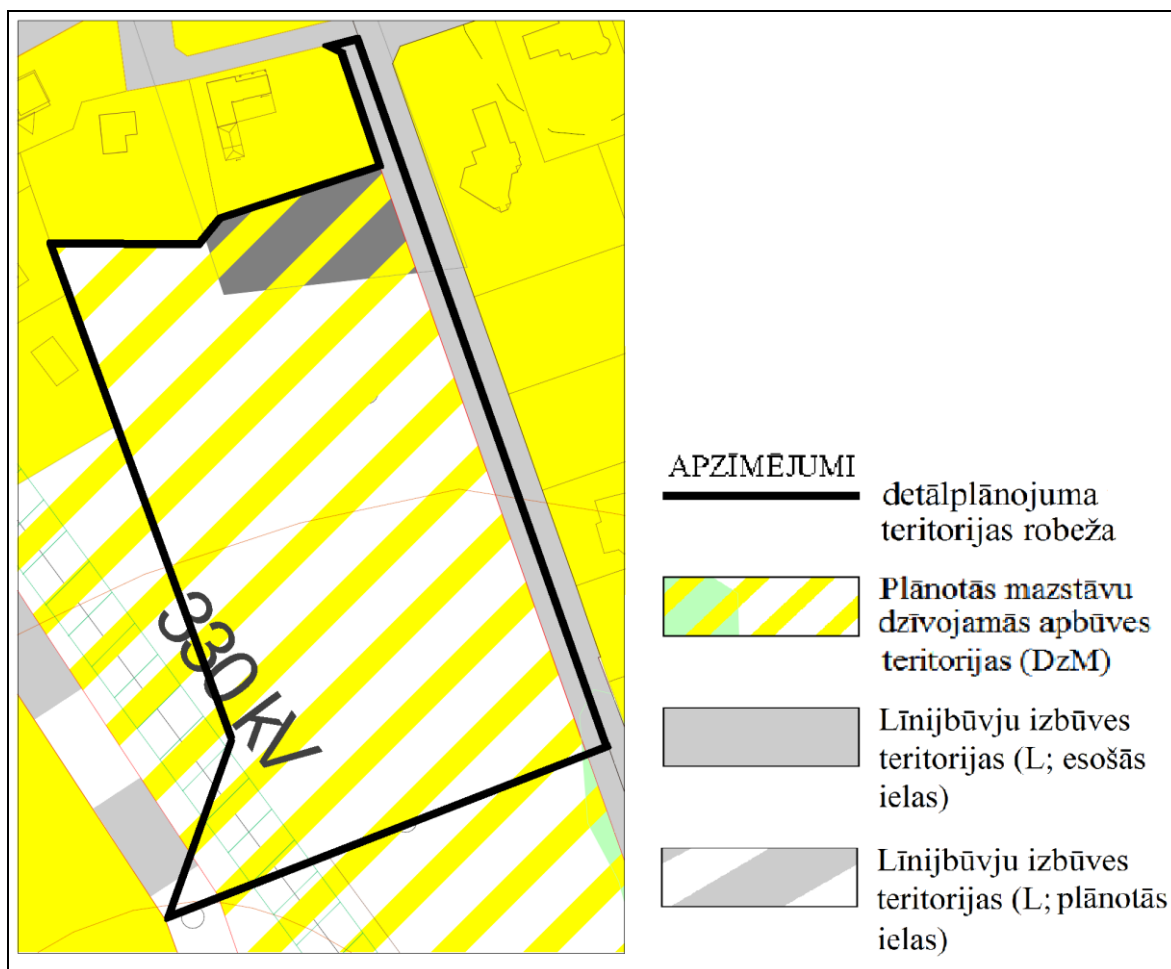 330 kV
APZĪMĒJUMI
detālplānojuma
teritorijas robeža
Plānotās mazstāvu
dzīvojamās apbūves
teritorijas (DzM)
Līnijbūvju izbūves
teritorijas (L; esošās
ielas)
Līnijbūvju izbūves
teritorijas (L; plānotās
ielas)